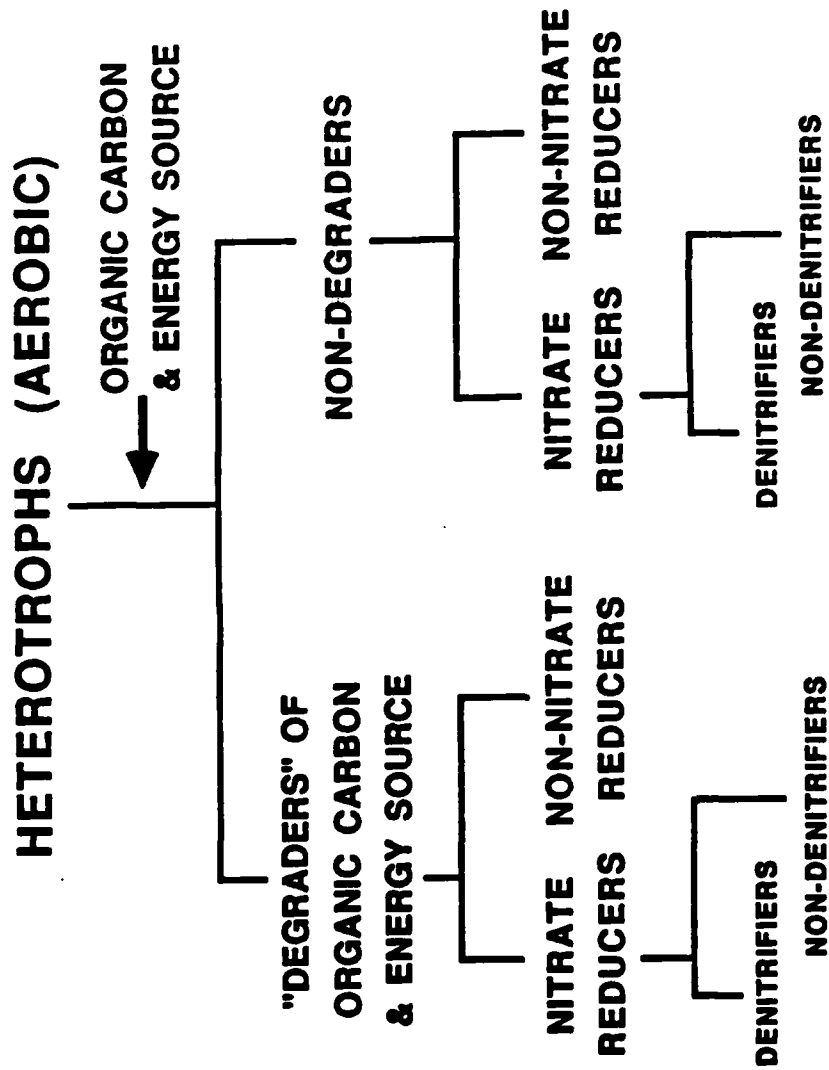 HETEROTROPHS (AEROBIC)
ORGANIC CARBON
& ENERGY SOURCE
"DEGRADERS" OF
ORGANIC CARBON
& ENERGY SOURCE
NON-DEGRADERS
NITRATE
REDUCERS
NON-NITRATE
REDUCERS
NITRATE
REDUCERS
NON-NITRATE
REDUCERS
DENITRIFIERS
NON-DENITRIFIERS
DENITRIFIERS
NON-DENITRIFIERS